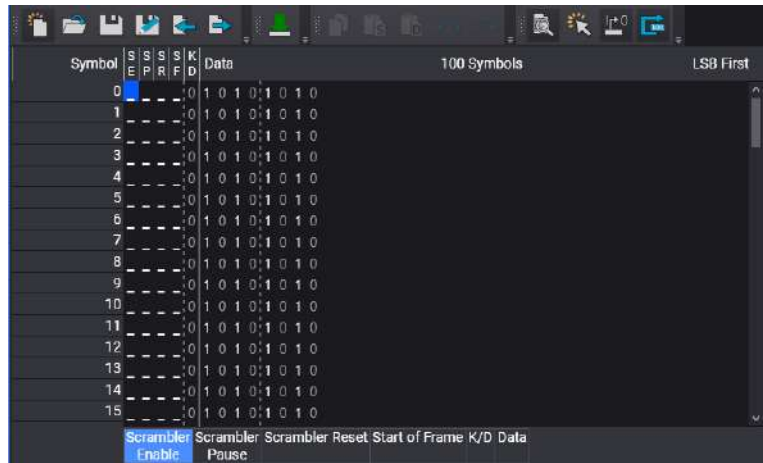 Symbol S E S P S R S F K D Data 100 Symbols LSB First
0 _ _ _ _ 0 1 0 1 0 1 0 1 0
1 _ _ _ _ 0 1 0 1 0 1 0 1 0
2 _ _ _ _ 0 1 0 1 0 1 0 1 0
3 _ _ _ _ 0 1 0 1 0 1 0 1 0
4 _ _ _ _ 0 1 0 1 0 1 0 1 0
5 _ _ _ _ 0 1 0 1 0 1 0 1 0
6 _ _ _ _ 0 1 0 1 0 1 0 1 0
7 _ _ _ _ 0 1 0 1 0 1 0 1 0
8 _ _ _ _ 0 1 0 1 0 1 0 1 0
9 _ _ _ _ 0 1 0 1 0 1 0 1 0
10 _ _ _ _ 0 1 0 1 0 1 0 1 0
11 _ _ _ _ 0 1 0 1 0 1 0 1 0
12 _ _ _ _ 0 1 0 1 0 1 0 1 0
13 _ _ _ _ 0 1 0 1 0 1 0 1 0
14 _ _ _ _ 0 1 0 1 0 1 0 1 0
15 _ _ _ _ 0 1 0 1 0 1 0 1 0
Scrambler Enable Scrambler Pause Scrambler Reset Start of Frame K/D Data